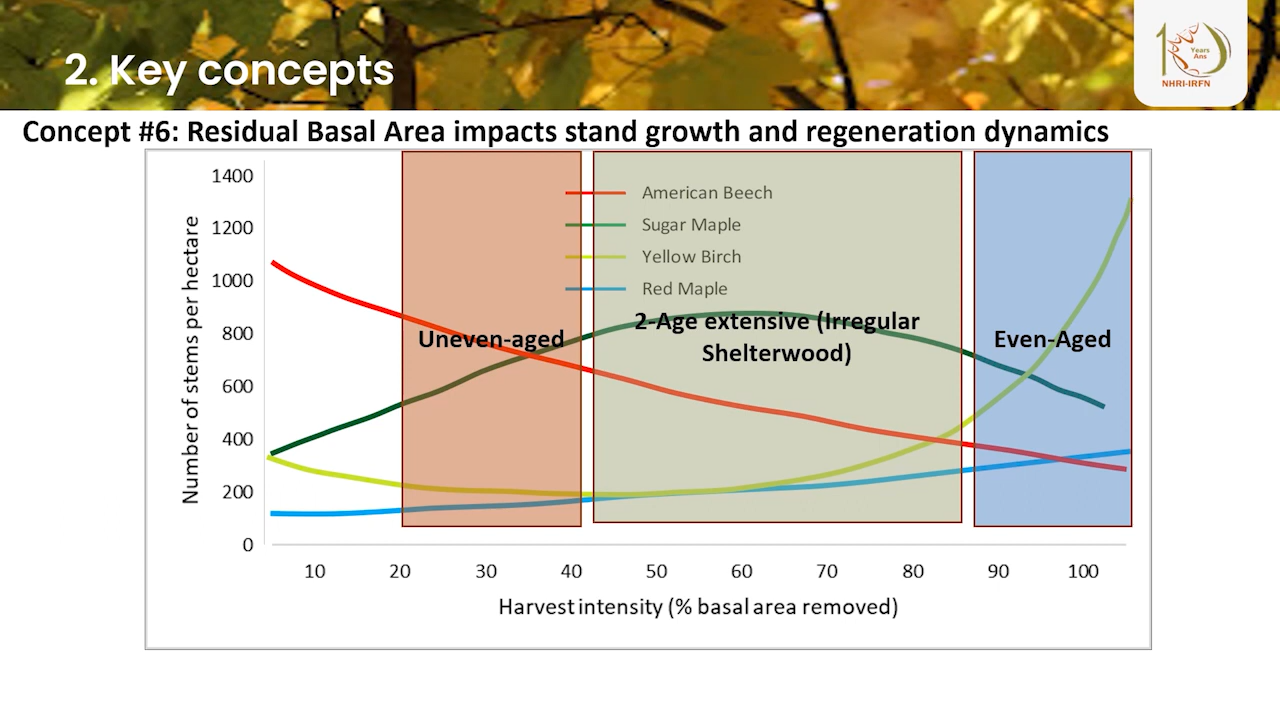 2. Key concepts
Years
Ans
NHRI-IRFN
Concept #6: Residual Basal Area impacts stand growth and regeneration dynamics
1400
1200
1000
800
600
400
200
0
Number of stems per hectare
American Beech
Sugar Maple
Yellow Birch
Red Maple
Uneven-aged
2-Age extensive (Irregular
Shelterwood)
Even-Aged
10 20 30 40 50 60 70 80 90 100
Harvest intensity (% basal area removed)